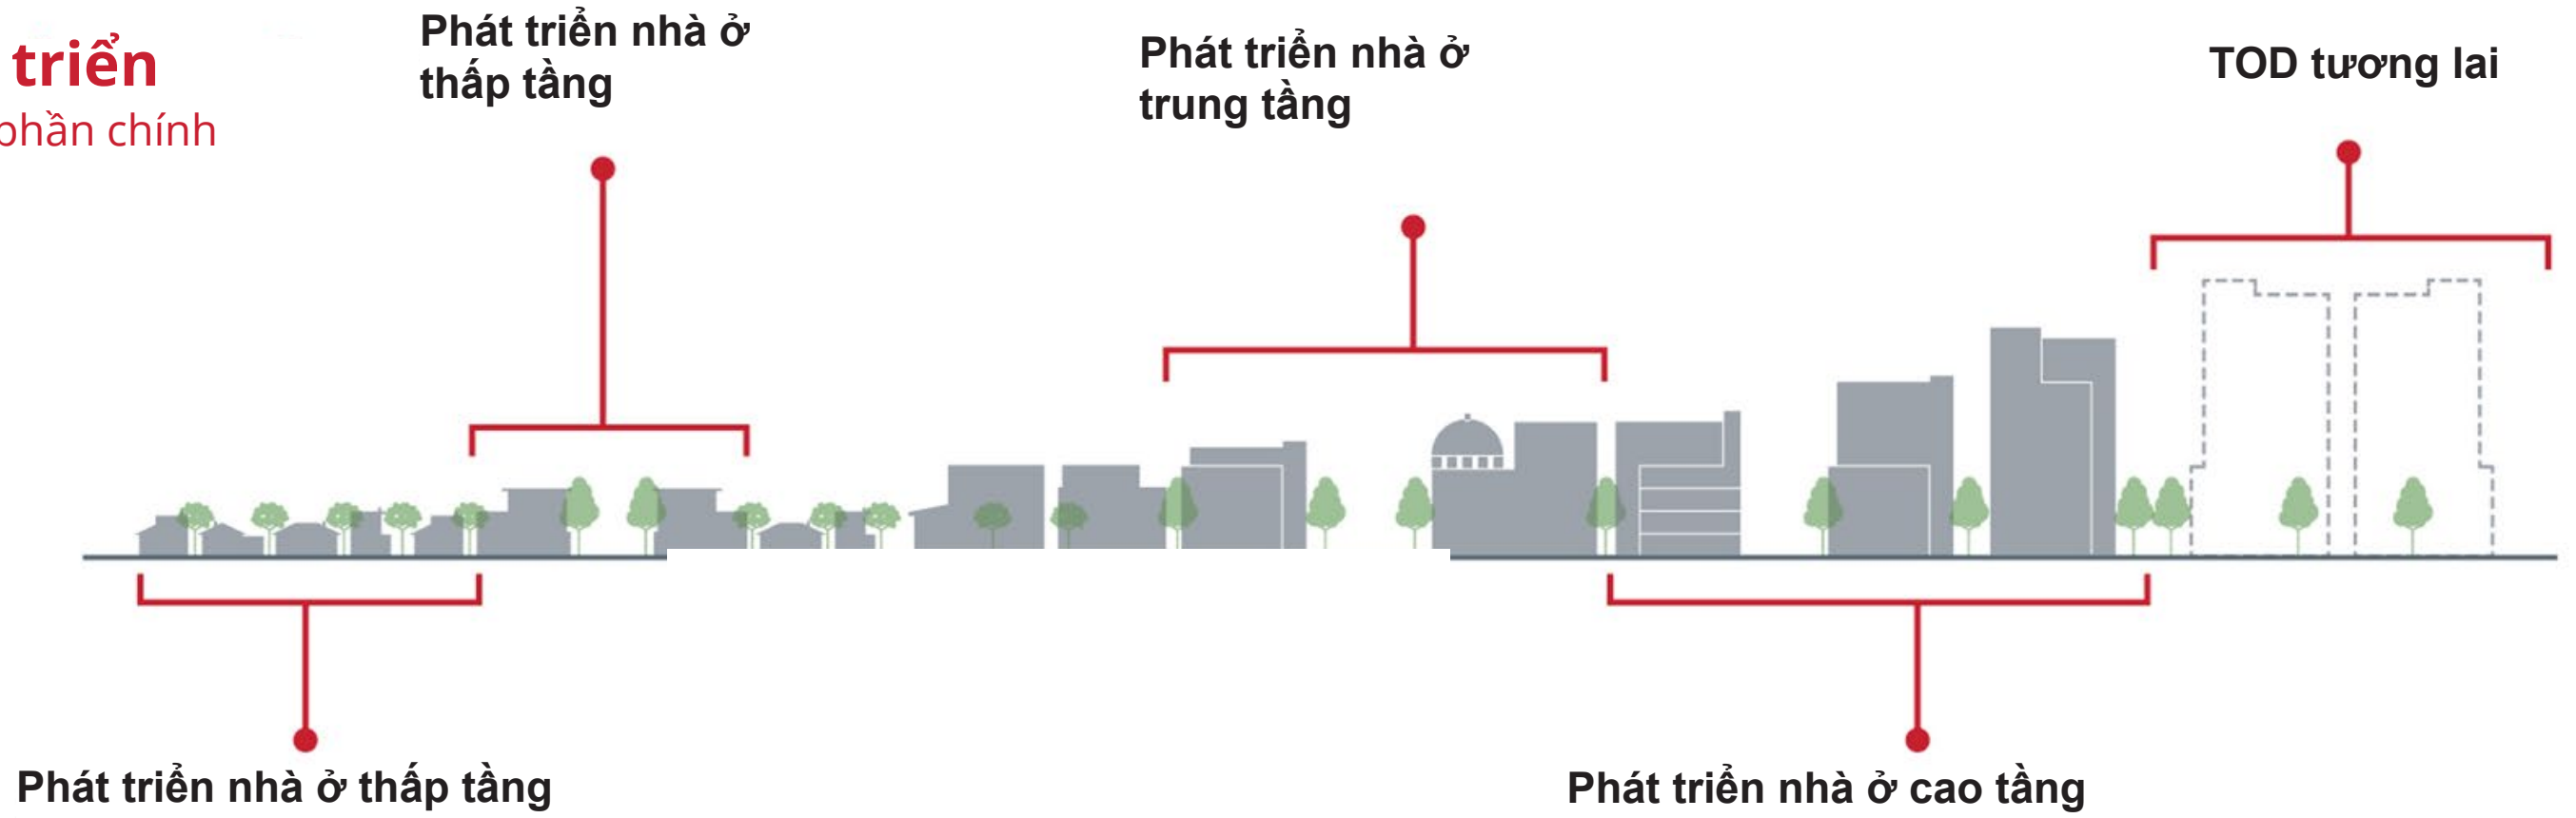 triển
phần chính
Phát triển nhà ở
thấp tầng
Phát triển nhà ở
trung tầng
TOD tương lai
Phát triển nhà ở thấp tầng
Phát triển nhà ở cao tầng